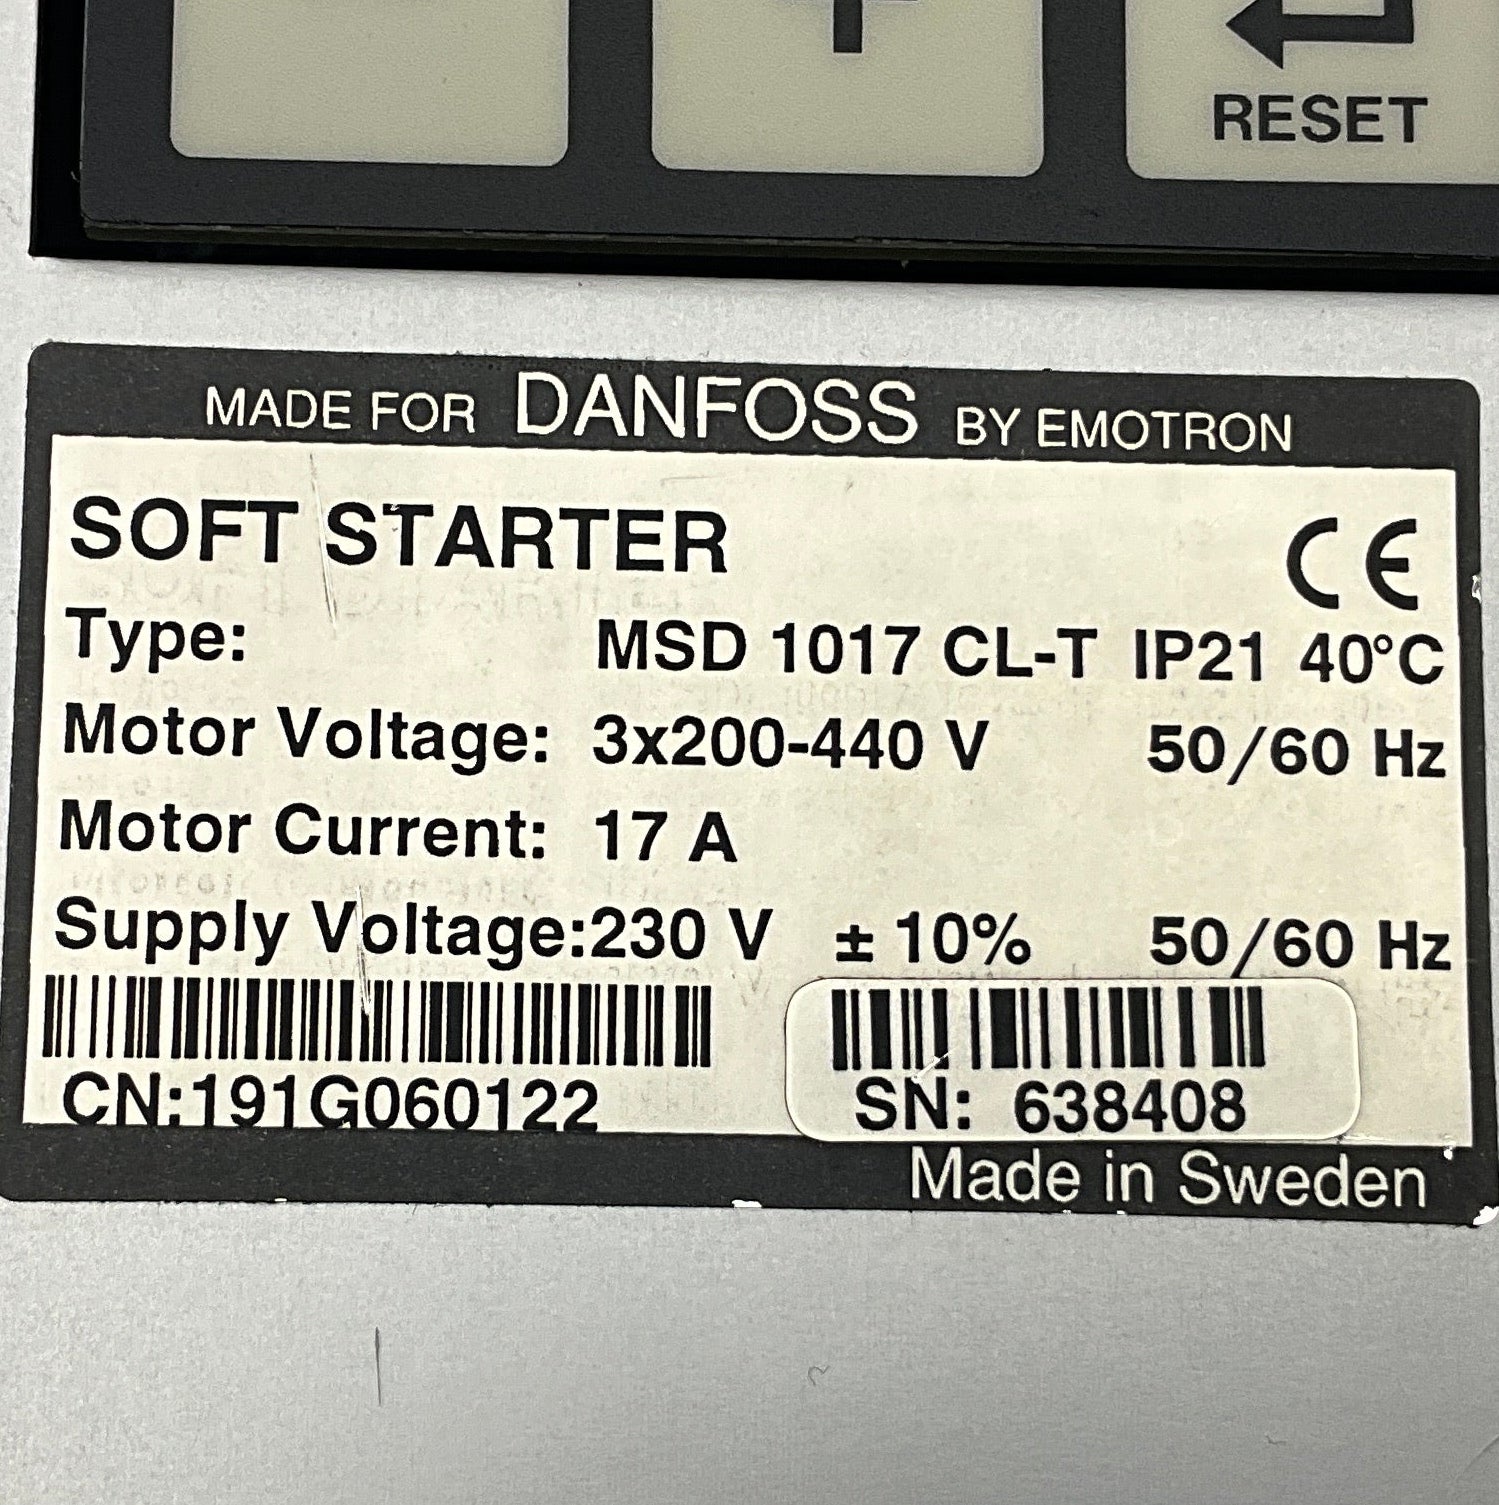 RESET
MADE FOR DANFOSS BY EMOTRON
SOFT STARTER CE
Type: MSD 1017 CL-T IP21 40°C
Motor Voltage: 3x200-440 V 50/60 Hz
Motor Current: 17 A
Supply Voltage:230 V ± 10% 50/60 Hz
CN:191G060122 SN: 638408
Made in Sweden